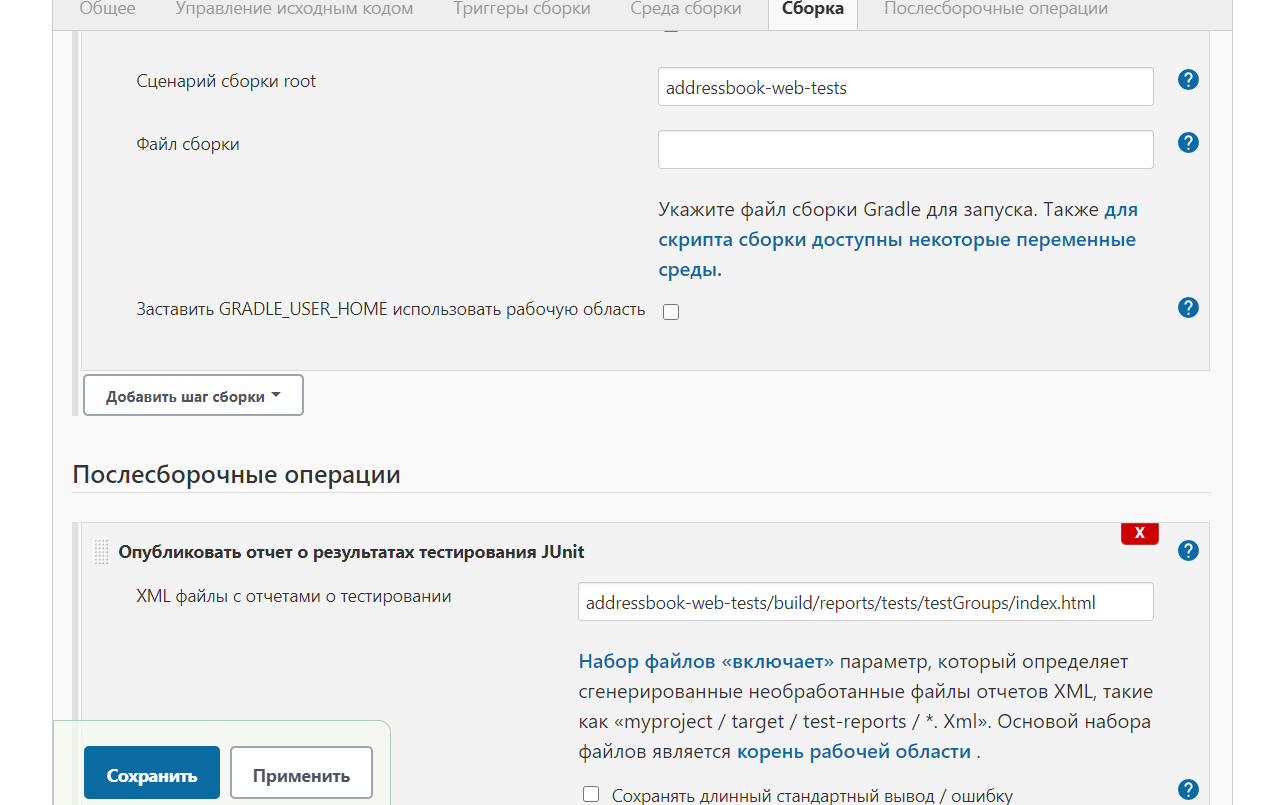 Общее Управление исходным кодом Триггеры сборки Среда сборки Сборка Послесборочные операции
Сценарий сборки root addressbook-web-tests ?
Файл сборки ?
Укажите файл сборки Gradle для запуска. Также для
скрипта сборки доступны некоторые переменные
среды.
Заставить GRADLE_USER_HOME использовать рабочую область ?
Добавить шаг сборки
Послесборочные операции
X
Опубликовать отчет о результатах тестирования JUnit ?
XML файлы с отчетами о тестировании addressbook-web-tests/build/reports/tests/testGroups/index.html
Набор файлов «включает» параметр, который определяет
сгенерированные необработанные файлы отчетов XML, такие
как «myproject / target / test-reports / *. Xml». Основой набора
файлов является корень рабочей области .
Сохранить Применить
Сохранять длинный стандартный вывод / ошибку ?